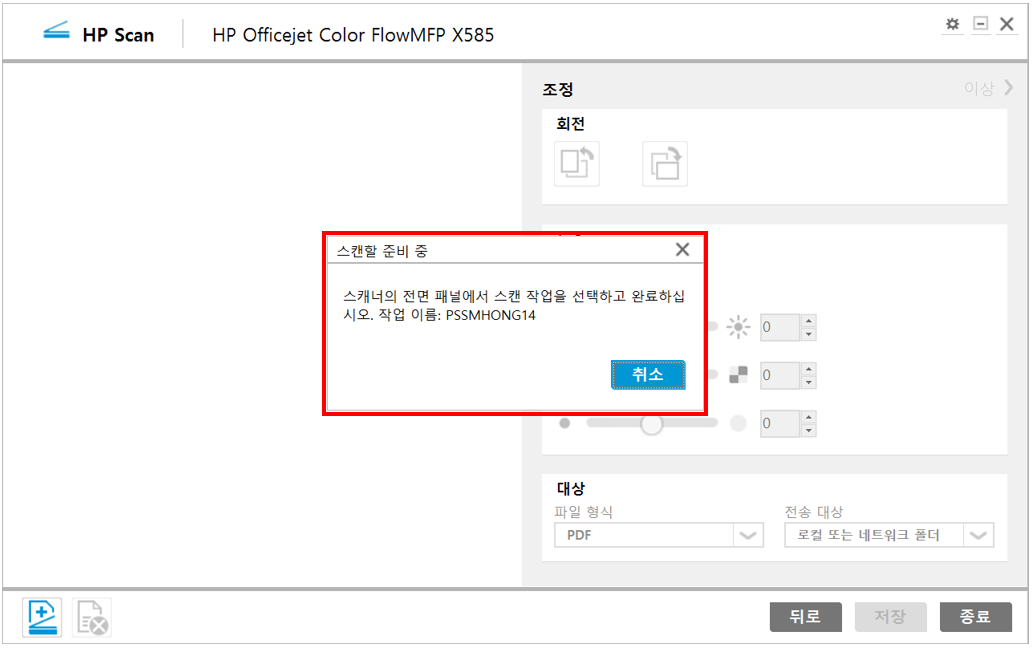 HP Scan
HP Officejet Color FlowMFP X585
조정
이상
회전
스캔할 준비 중
스캐너의 전면 패널에서 스캔 작업을 선택하고 완료하십
시오. 작업 이름: PSSMHONG14
취소
0
0
0
대상
파일 형식
전송 대상
PDF
로컬 또는 네트워크 폴더
뒤로
저장
종료